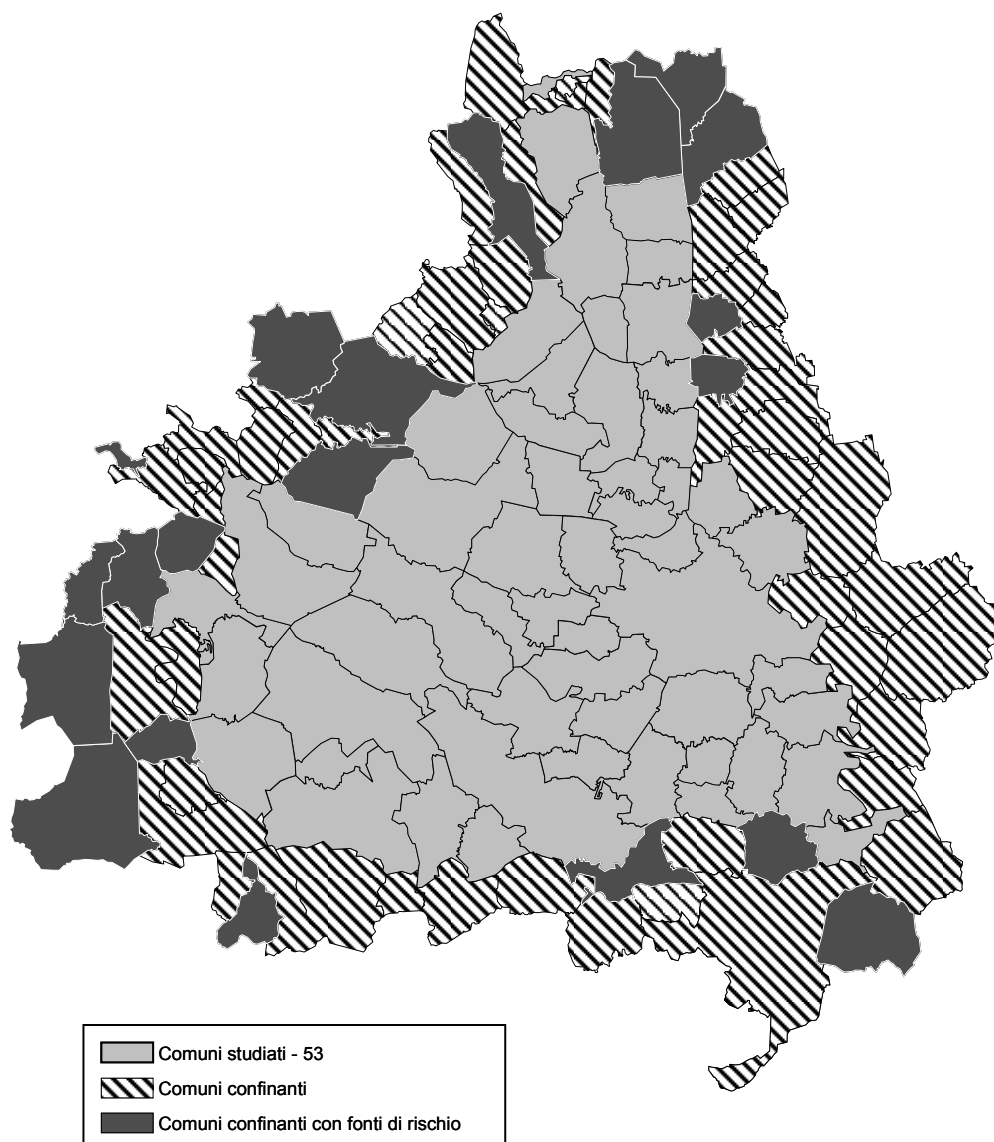 Comuni studiati - 53
Comuni confinanti
Comuni confinanti con fonti di rischio